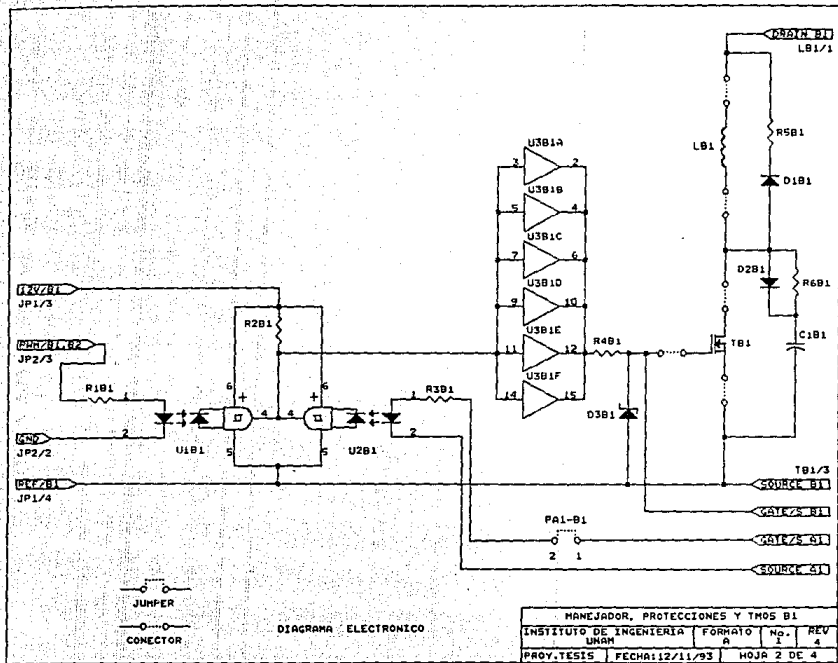 DRAIN B1
LB1/1
R5B1
LB1
D1B1
U3B1A
3 2
U3B1B
5 4
U3B1C
7 6
U3B1D
9 10
U3B1E
11 12
U3B1F
14 15
D2B1
R6B1
C1B1
TB1
R4B1
D3B1
12V/B1
JP1/3
PWM/B1,B2
JP2/3
R1B1
1
2
GND
JP2/2
REF/B1
JP1/4
R2B1
6 + + 6
4 4
5 5
U1B1 U2B1
R3B1
1
2
TB1/3
SOURCE B1
GATE/S B1
PA1-B1
2 1
GATE/S A1
SOURCE A1
JUMPER
CONECTOR
DIAGRAMA ELECTRONICO
MANEJADOR, PROTECCIONES Y TMOS B1
INSTITUTO DE INGENIERIA UNAM
FORMATO A
No. 1
REV 4
PROY.TESIS FECHA:12/11/93 HOJA 2 DE 4